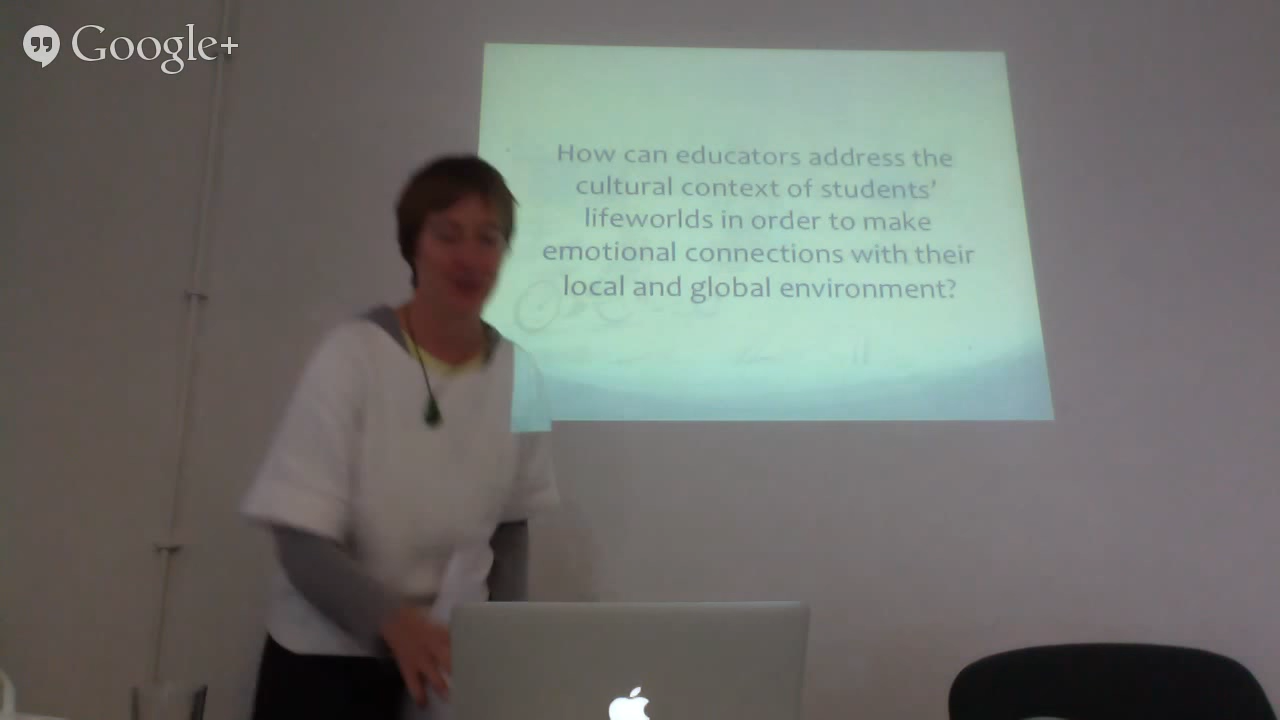 Google+
How can educators address the
cultural context of students'
lifeworlds in order to make
emotional connections with their
local and global environment?